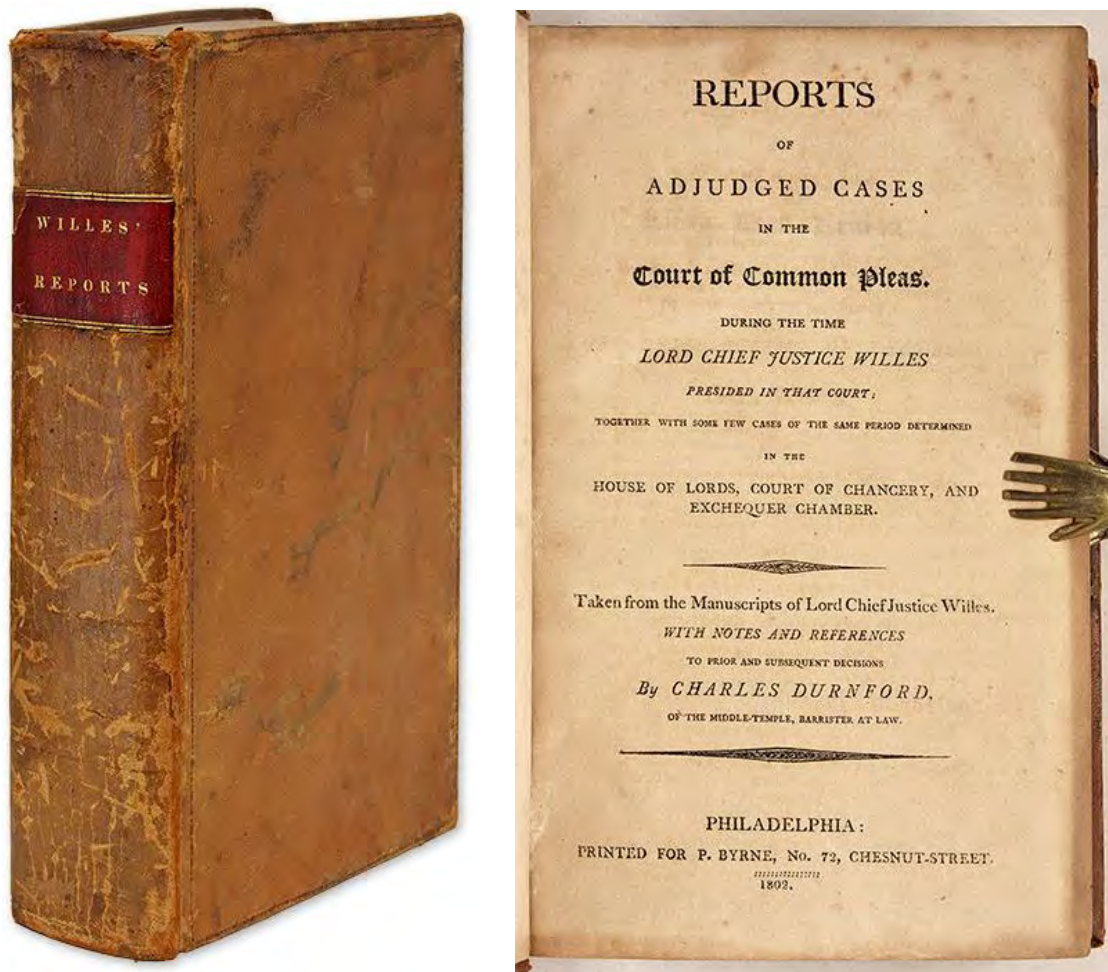 WILLES'
REPORTS
REPORTS
OF
ADJUDGED CASES
IN THE
Court of Common Pleas.
DURING THE TIME
LORD CHIEF JUSTICE WILLES
PRESIDED IN THAT COURT;
TOGETHER WITH SOME FEW CASES OF THE SAME PERIOD DETERMINED
IN THE
HOUSE OF LORDS, COURT OF CHANCERY, AND
EXCHEQUER CHAMBER.
Taken from the Manuscripts of Lord Chief Justice Willes.
WITH NOTES AND REFERENCES
TO PRIOR AND SUBSEQUENT DECISIONS
By CHARLES DURNFORD,
OF THE MIDDLE-TEMPLE, BARRISTER AT LAW.
PHILADELPHIA:
PRINTED FOR P. BYRNE, No. 72, CHESNUT-STREET.
1802.